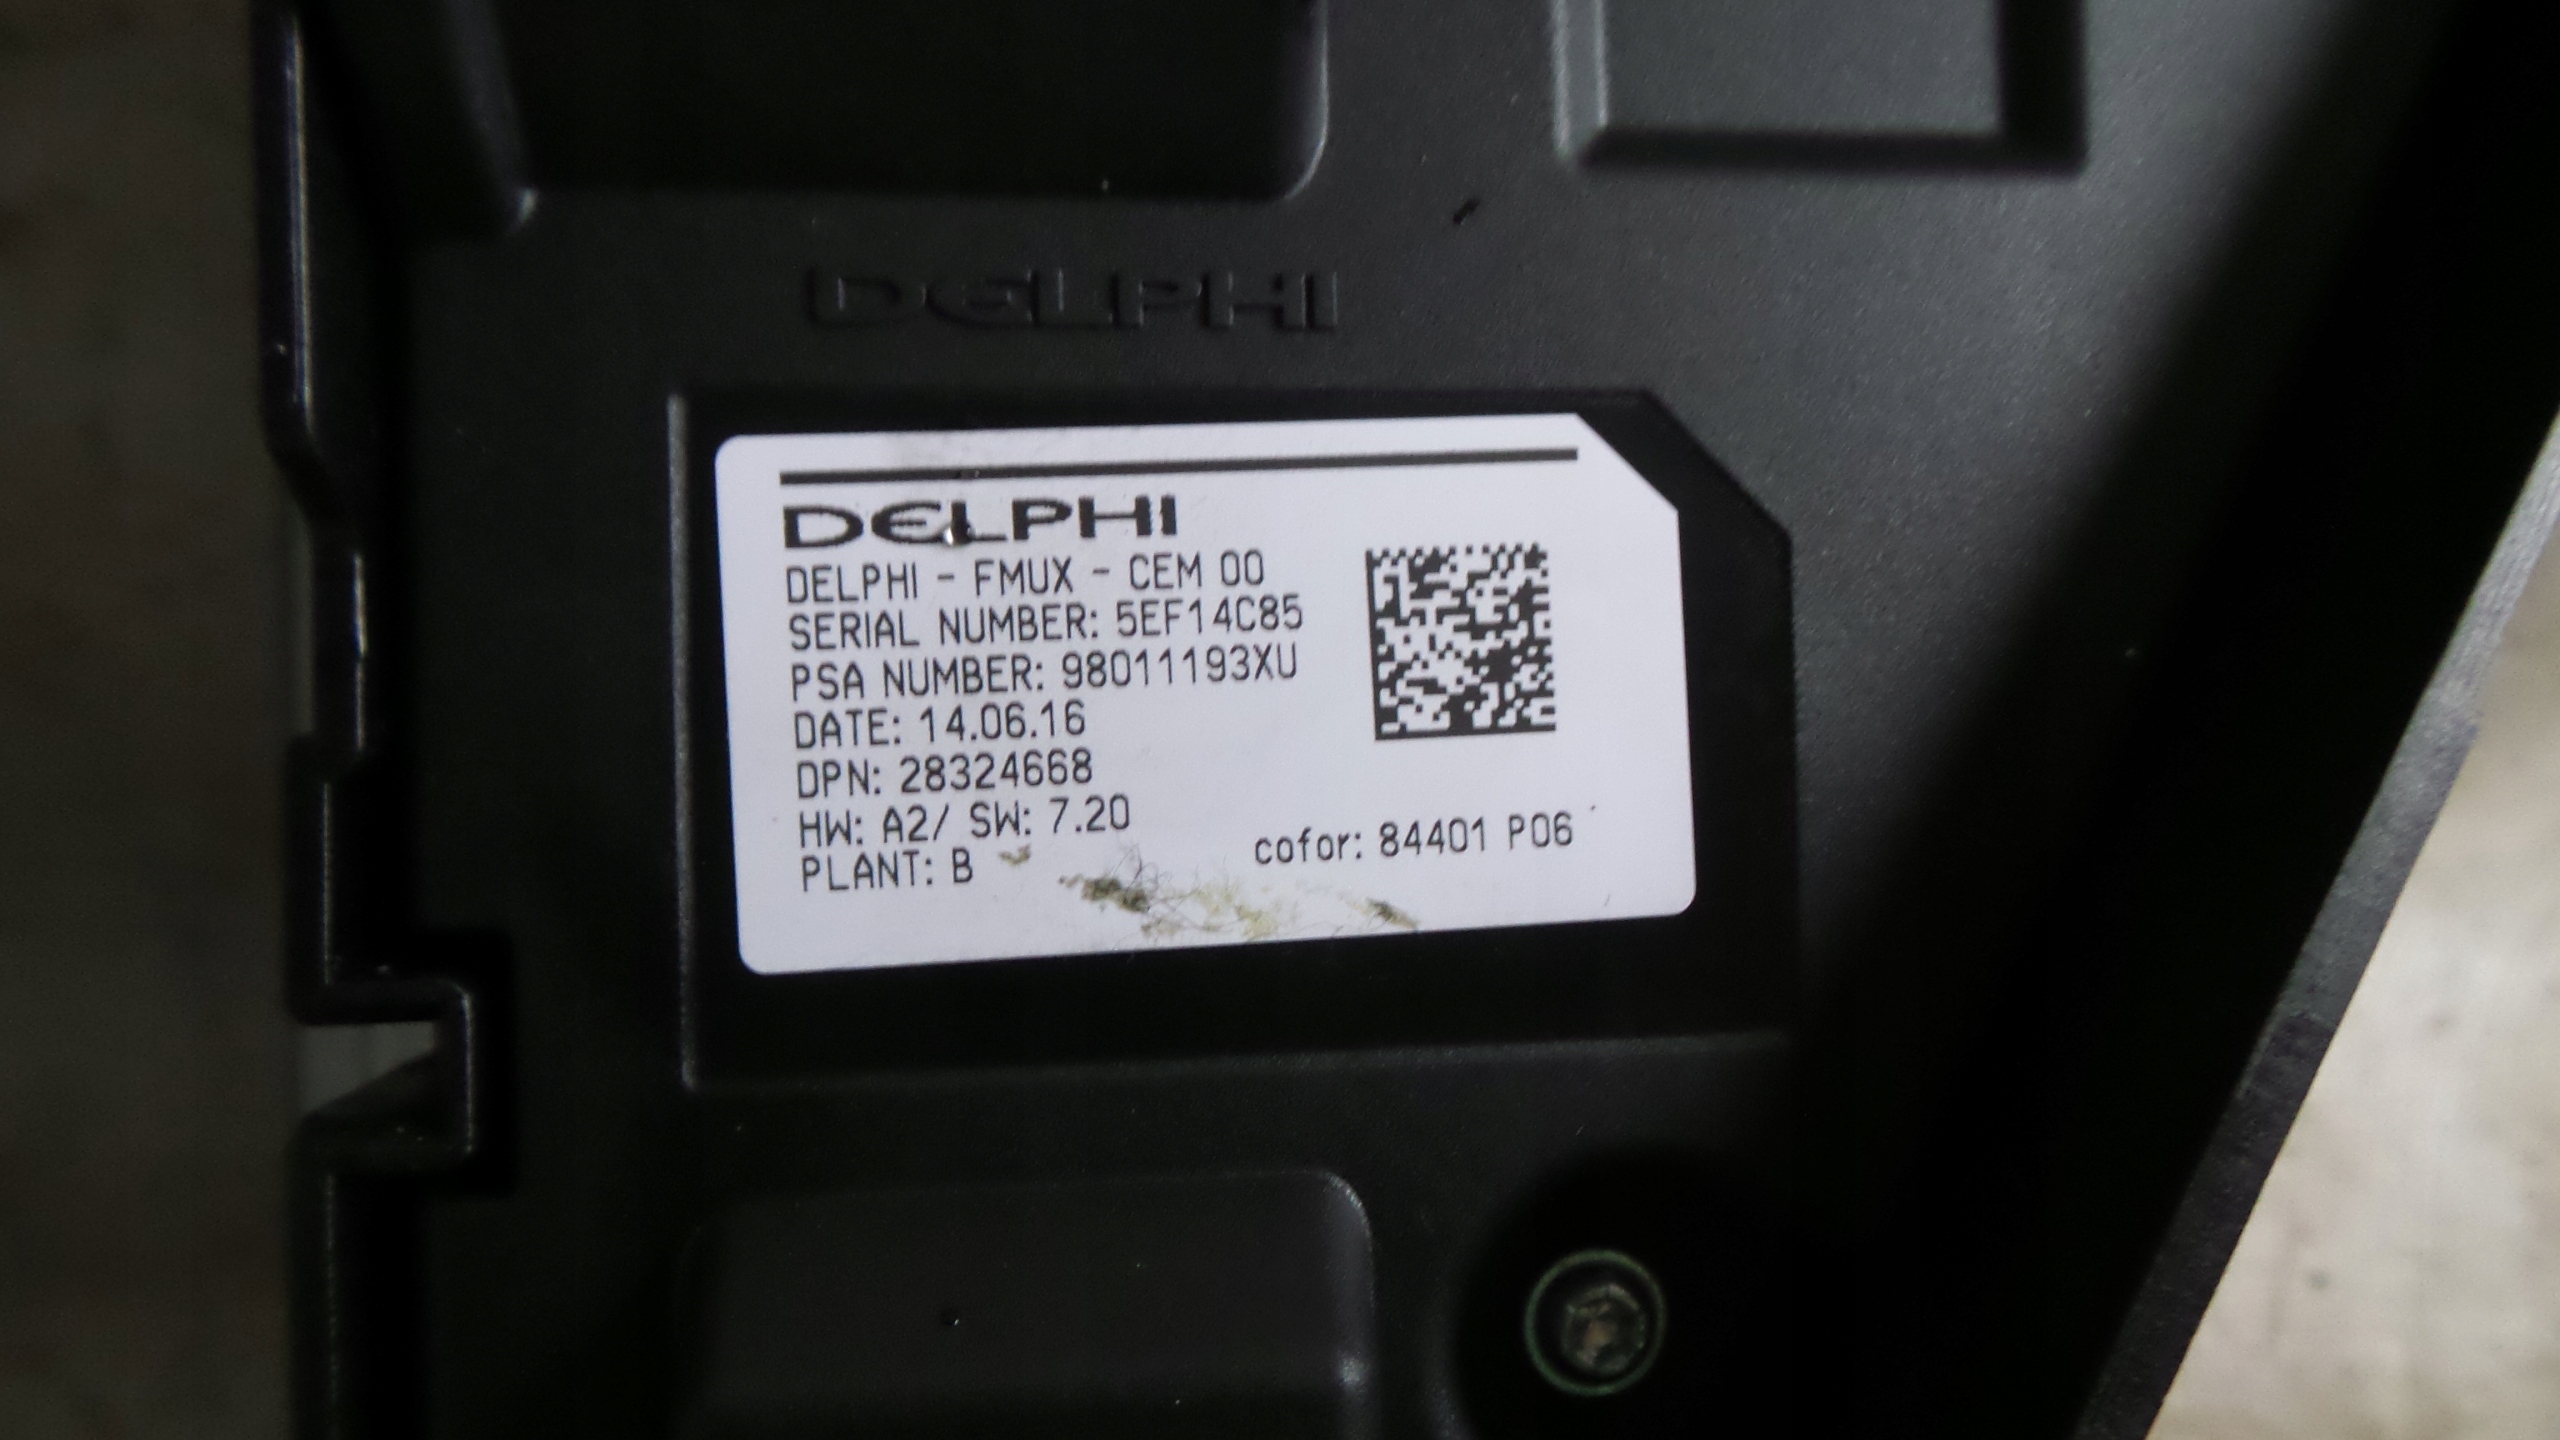 DELPHI
DELPHI
DELPHI - FMUX - CEM 00
SERIAL NUMBER: 5EF14C85
PSA NUMBER: 98011193XU
DATE: 14.06.16
DPN: 28324668
HW: A2/ SW: 7.20
PLANT: B
cofor: 84401 P06